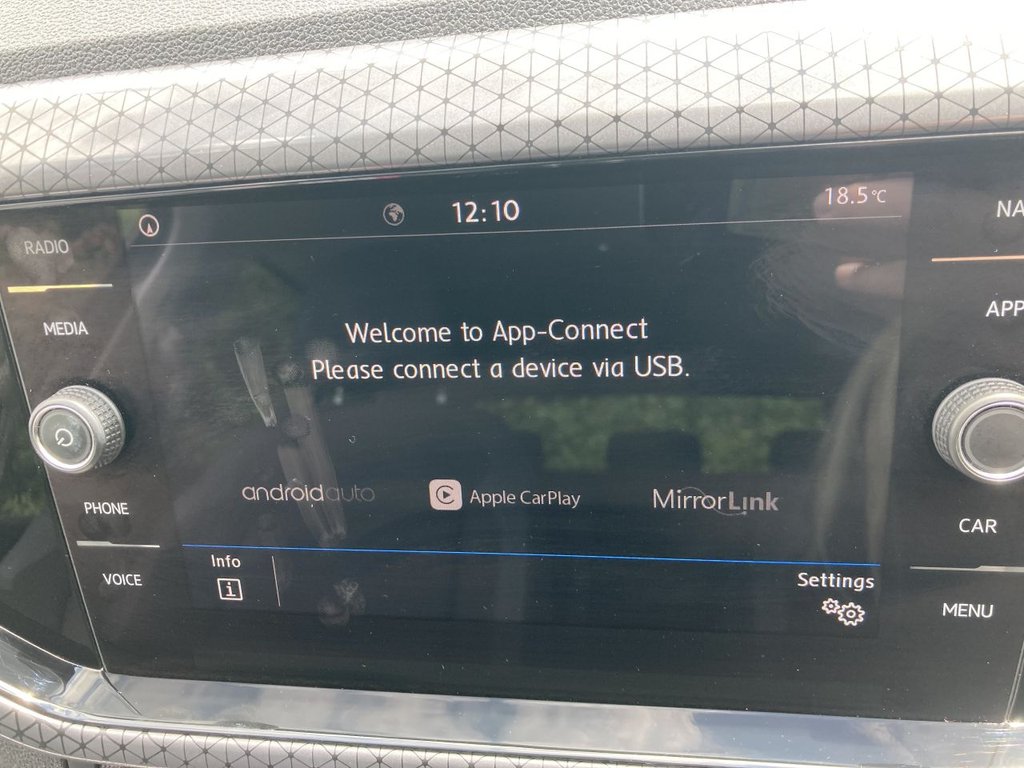 12:10
18.5°C
RADIO
NA
MEDIA
APP
Welcome to App-Connect
Please connect a device via USB.
androidauto
Apple CarPlay
MirrorLink
PHONE
CAR
VOICE
Info
i
Settings
MENU